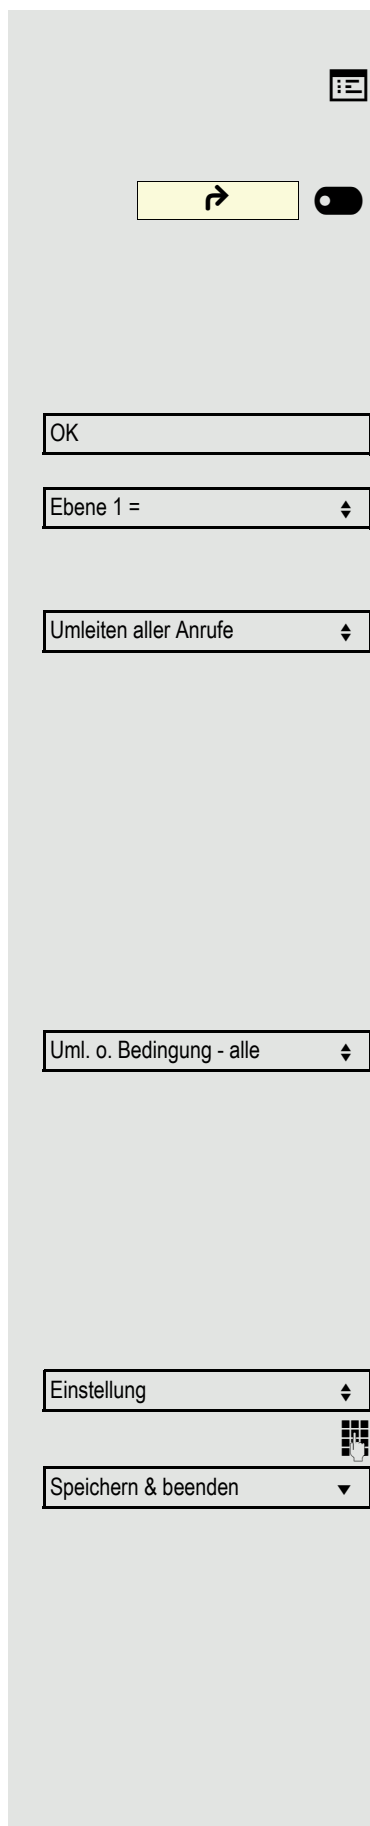 OK
Ebene 1 =
Umleiten aller Anrufe
Uml. o. Bedingung - alle
Einstellung
Speichern & beenden